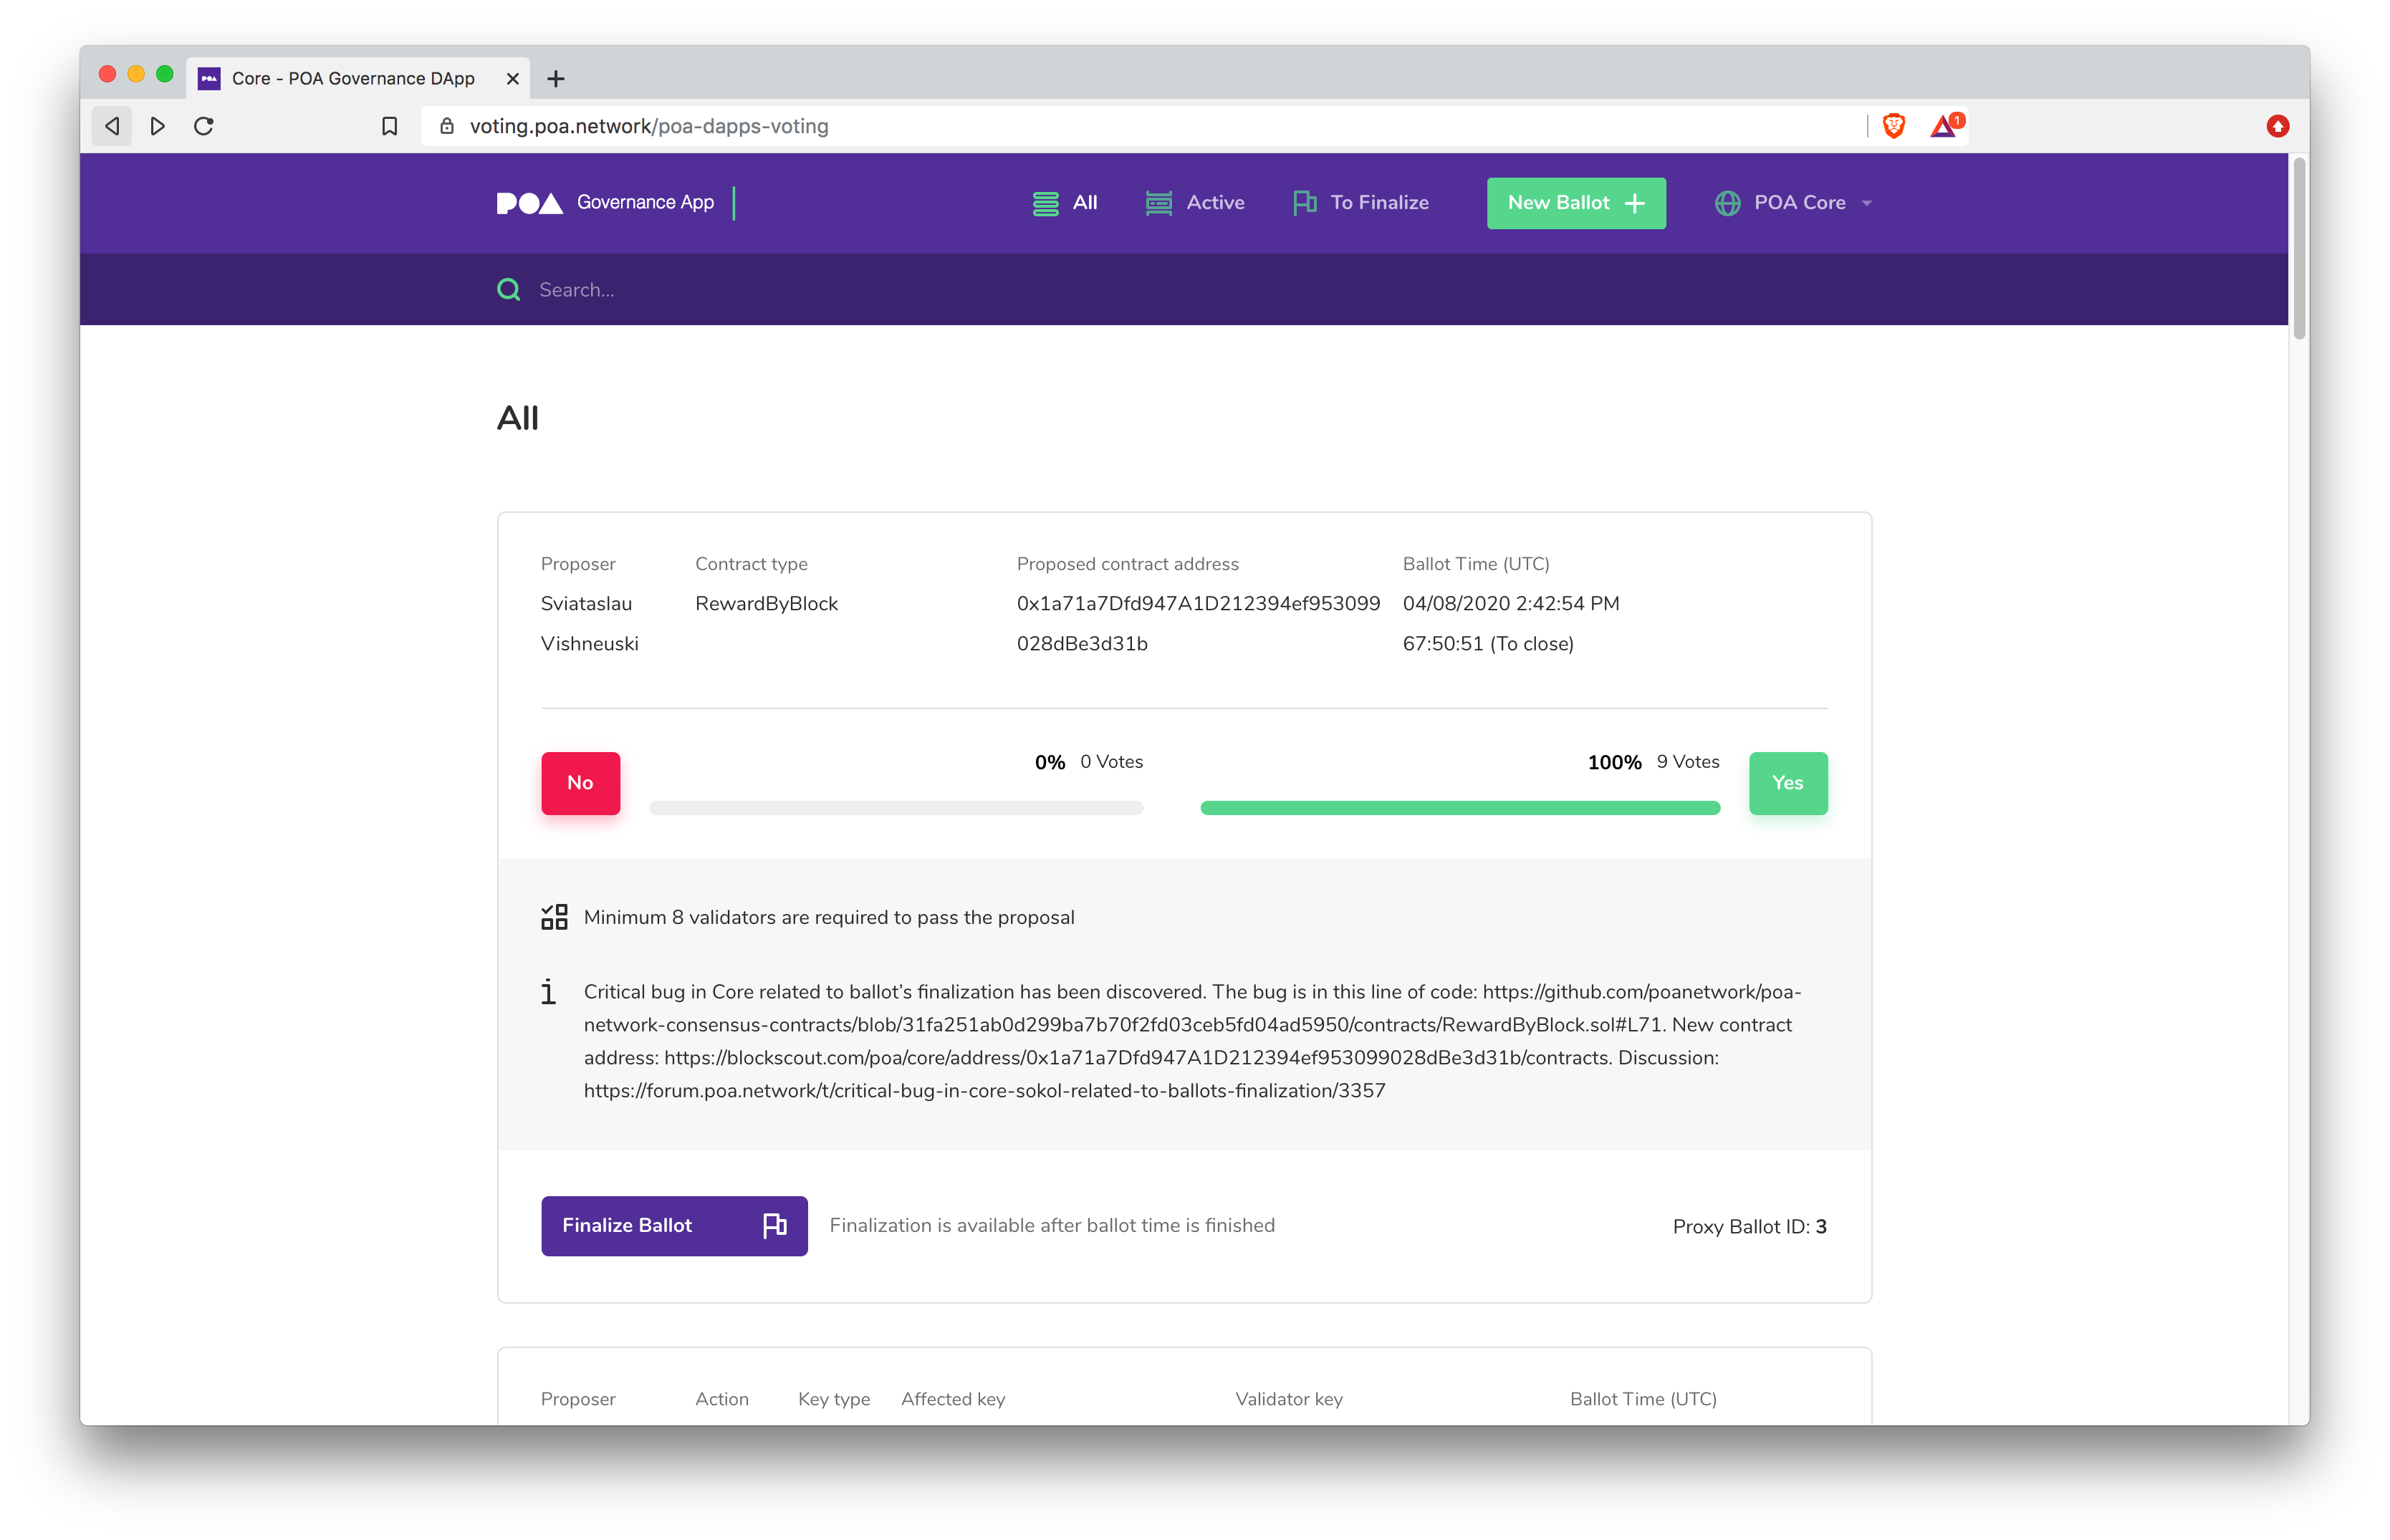 Core - POA Governance DApp
voting.poa.network/poa-dapps-voting
1
POA Governance App
All
Active
To Finalize
New Ballot
POA Core
Search...
All
Proposer Contract type Proposed contract address Ballot Time (UTC)
Sviataslau RewardByBlock 0x1a71a7Dfd947A1D212394ef953099 04/08/2020 2:42:54 PM
Vishneuski 028dBe3d31b 67:50:51 (To close)
No
0% 0 Votes
100% 9 Votes
Yes
Minimum 8 validators are required to pass the proposal
Critical bug in Core related to ballot’s finalization has been discovered. The bug is in this line of code: https://github.com/poanetwork/poa-
network-consensus-contracts/blob/31fa251ab0d299ba7b70f2fd03ceb5fd04ad5950/contracts/RewardByBlock.sol#L71. New contract
address: https://blockscout.com/poa/core/address/0x1a71a7Dfd947A1D212394ef953099028dBe3d31b/contracts. Discussion:
https://forum.poa.network/t/critical-bug-in-core-sokol-related-to-ballots-finalization/3357
Finalize Ballot
Finalization is available after ballot time is finished
Proxy Ballot ID: 3
Proposer Action Key type Affected key Validator key Ballot Time (UTC)